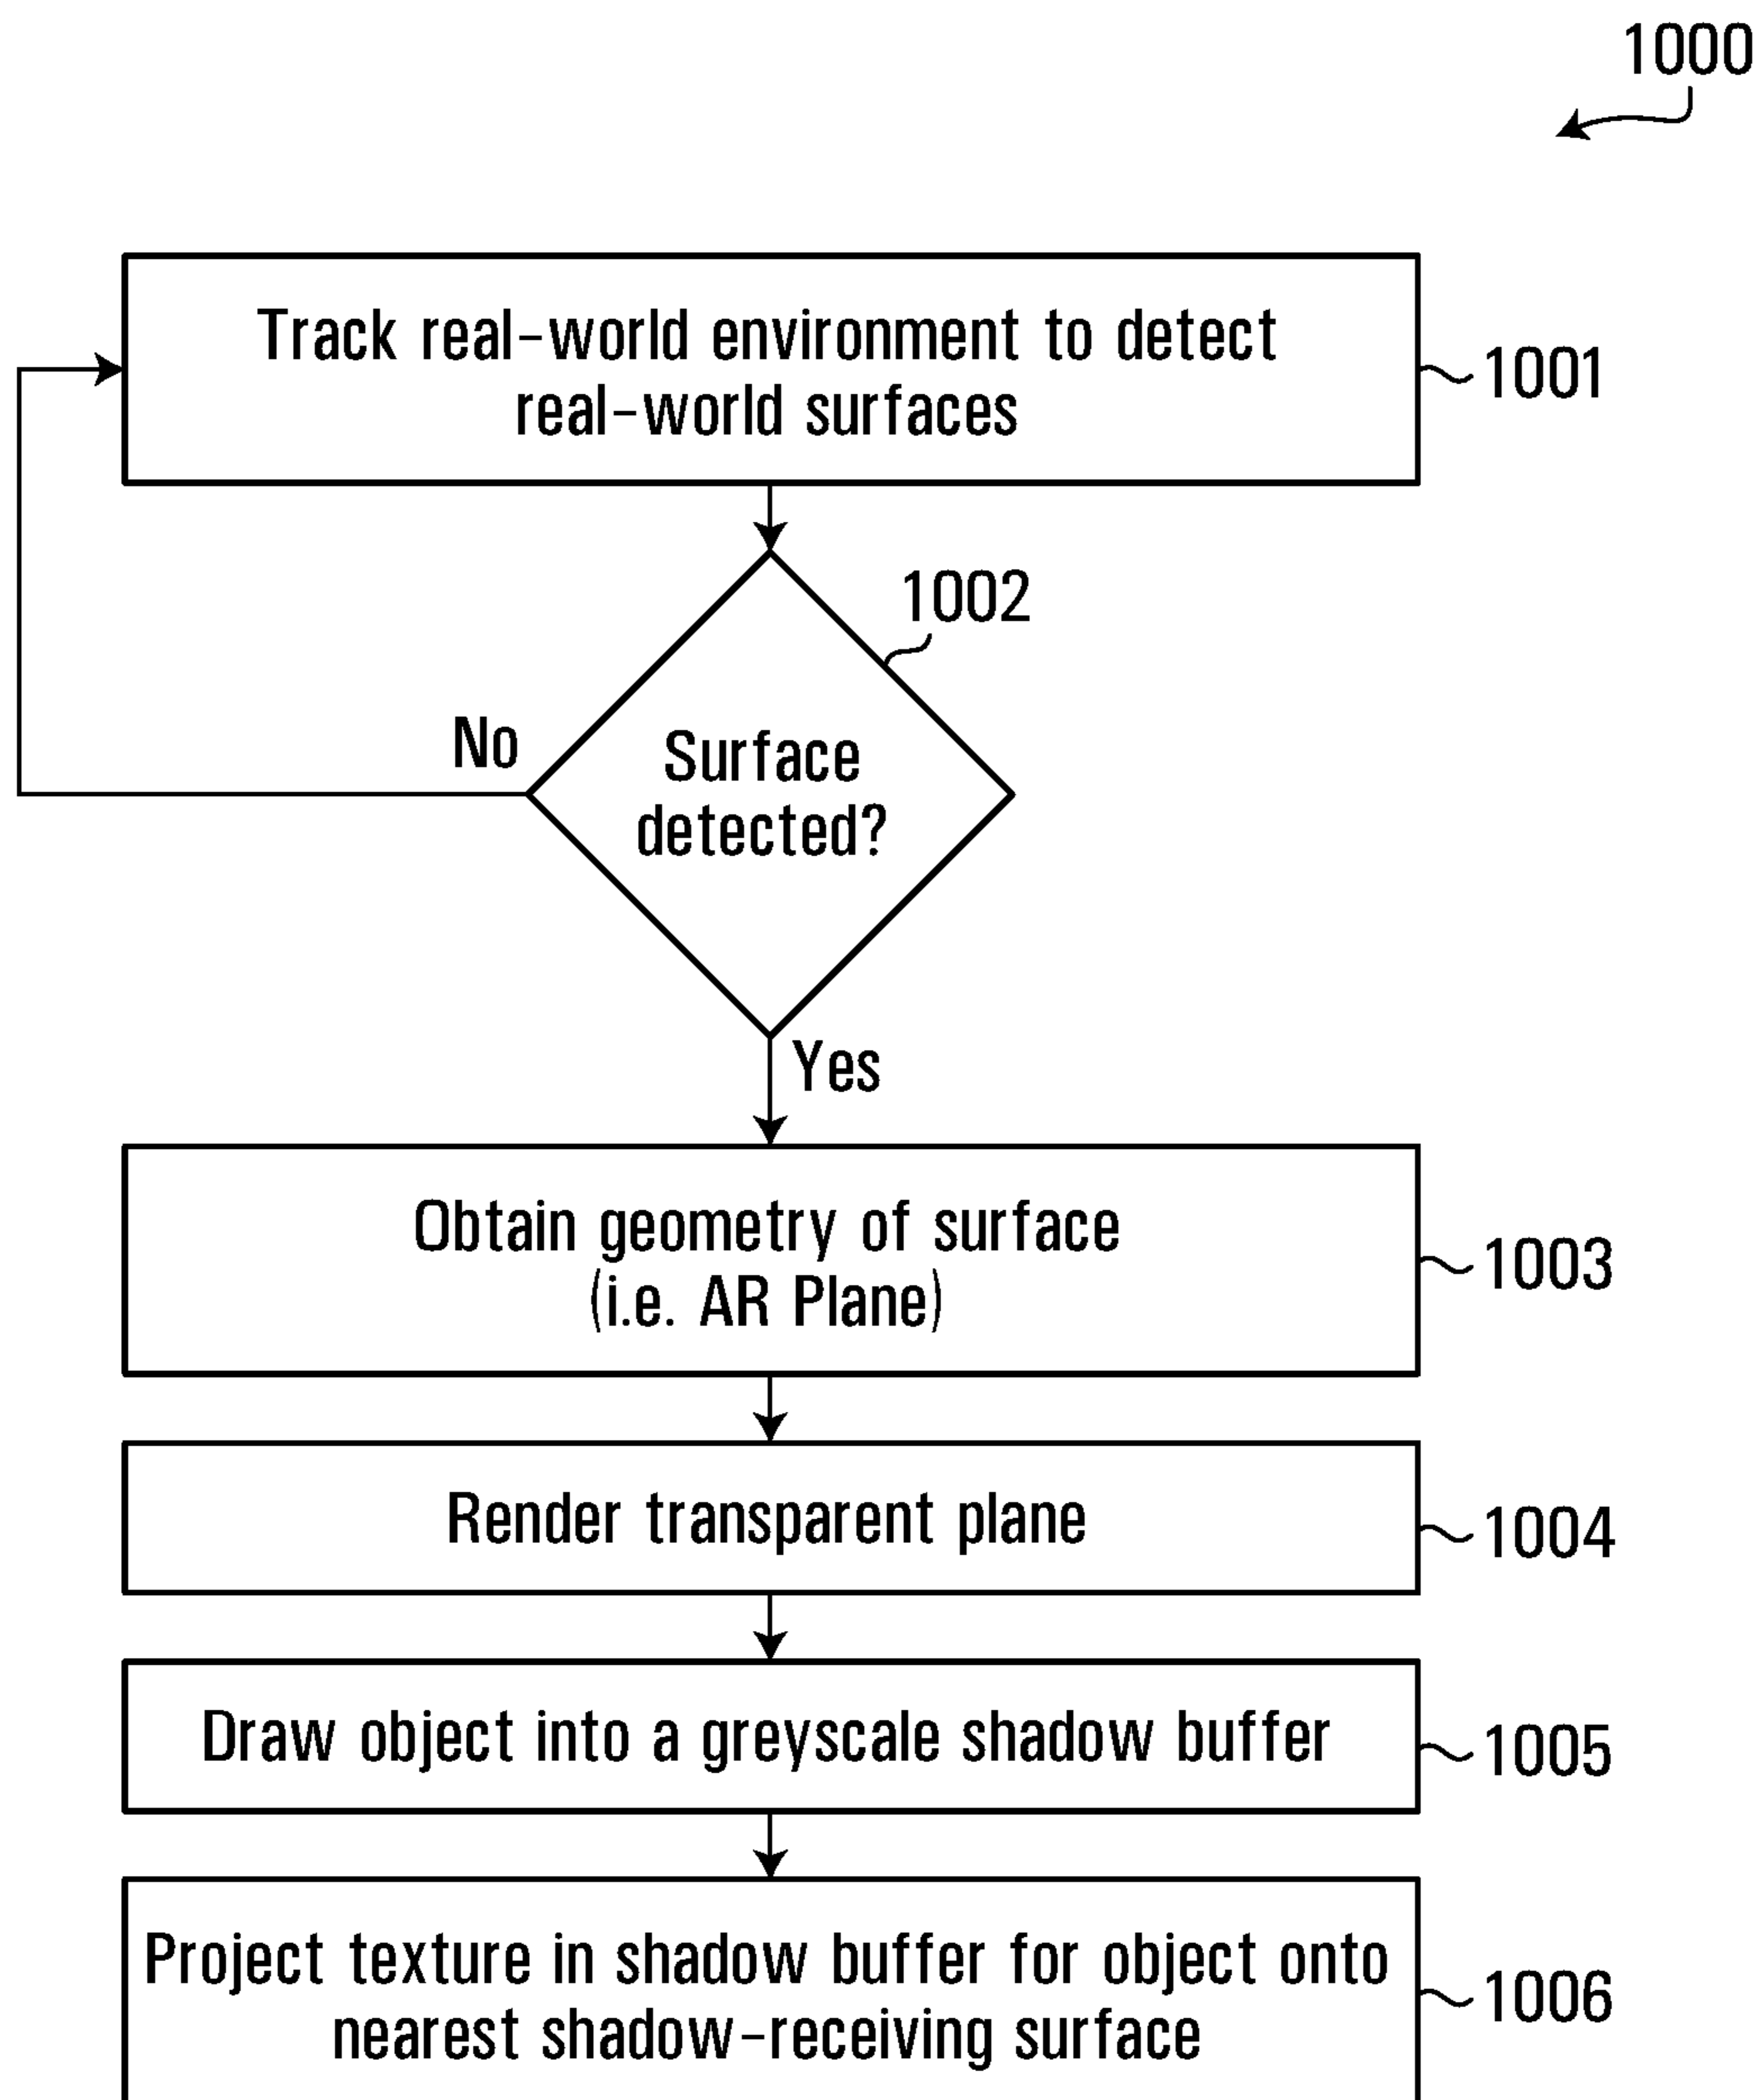 1000
Track real-world environment to detect
real-world surfaces
1001
1002
No
Surface
detected?
Yes
Obtain geometry of surface
(i.e. AR Plane)
1003
Render transparent plane
1004
Draw object into a greyscale shadow buffer
1005
Project texture in shadow buffer for object onto
nearest shadow-receiving surface
1006